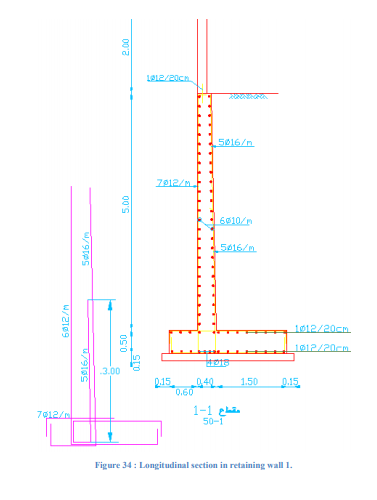 2.00
1Ø12/20cm
5Ø16/m
7Ø12/m
5.00
6Ø10/m
5Ø16/m
5Ø16/m
6Ø12/m
5Ø16/m
3.00
0.50
0.15
1Ø12/20cm
1Ø12/20cm
4Ø18
0.15
0.60
0.40
1.50
0.15
7Ø12/m
مقطع 1-1
50-1
Figure 34 : Longitudinal section in retaining wall 1.